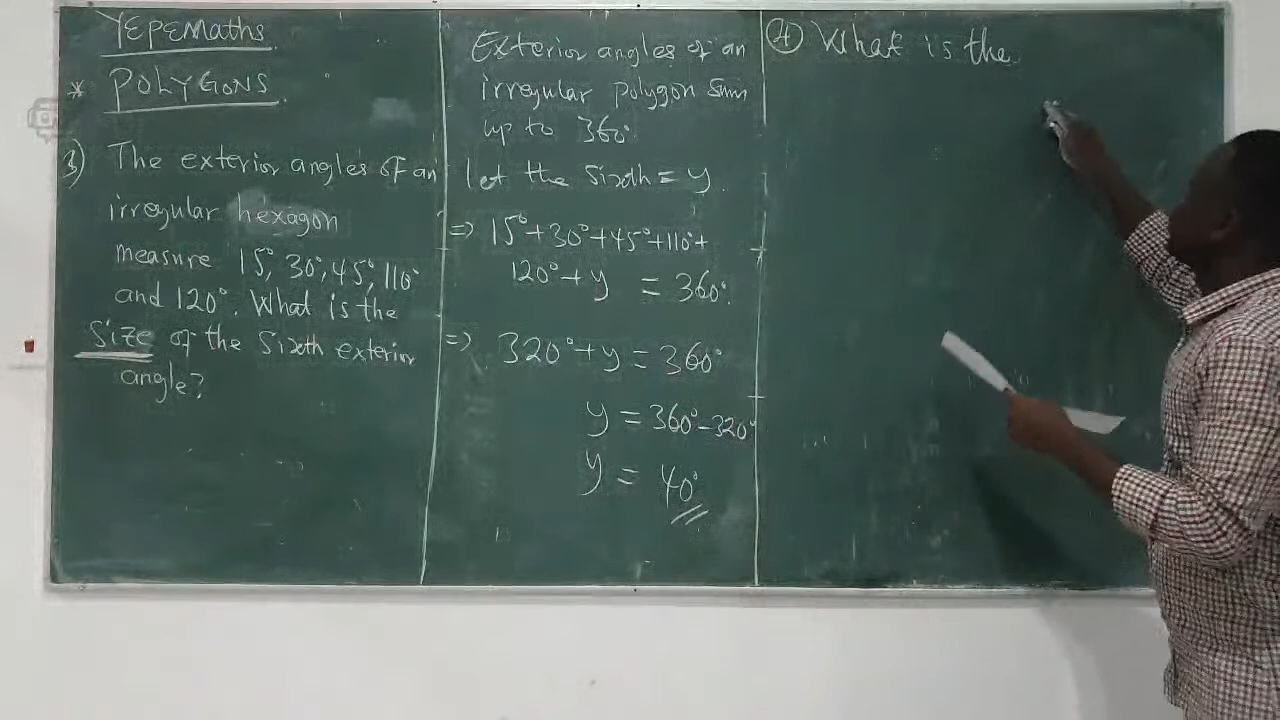 YEPEMaths
* POLYGONS
3) The exterior angles of an
irregular hexagon
measure 15°, 30°, 45°, 110°
and 120°. What is the
Size of the Sixth exterior
angle?
Exterior angles of an
irregular polygon Sum
up to 360°.
let the Sixth = y
=> 15° + 30° + 45° + 110° +
120° + y = 360°.
=> 320° + y = 360°
y = 360° - 320°
y = 40°
4) What is the